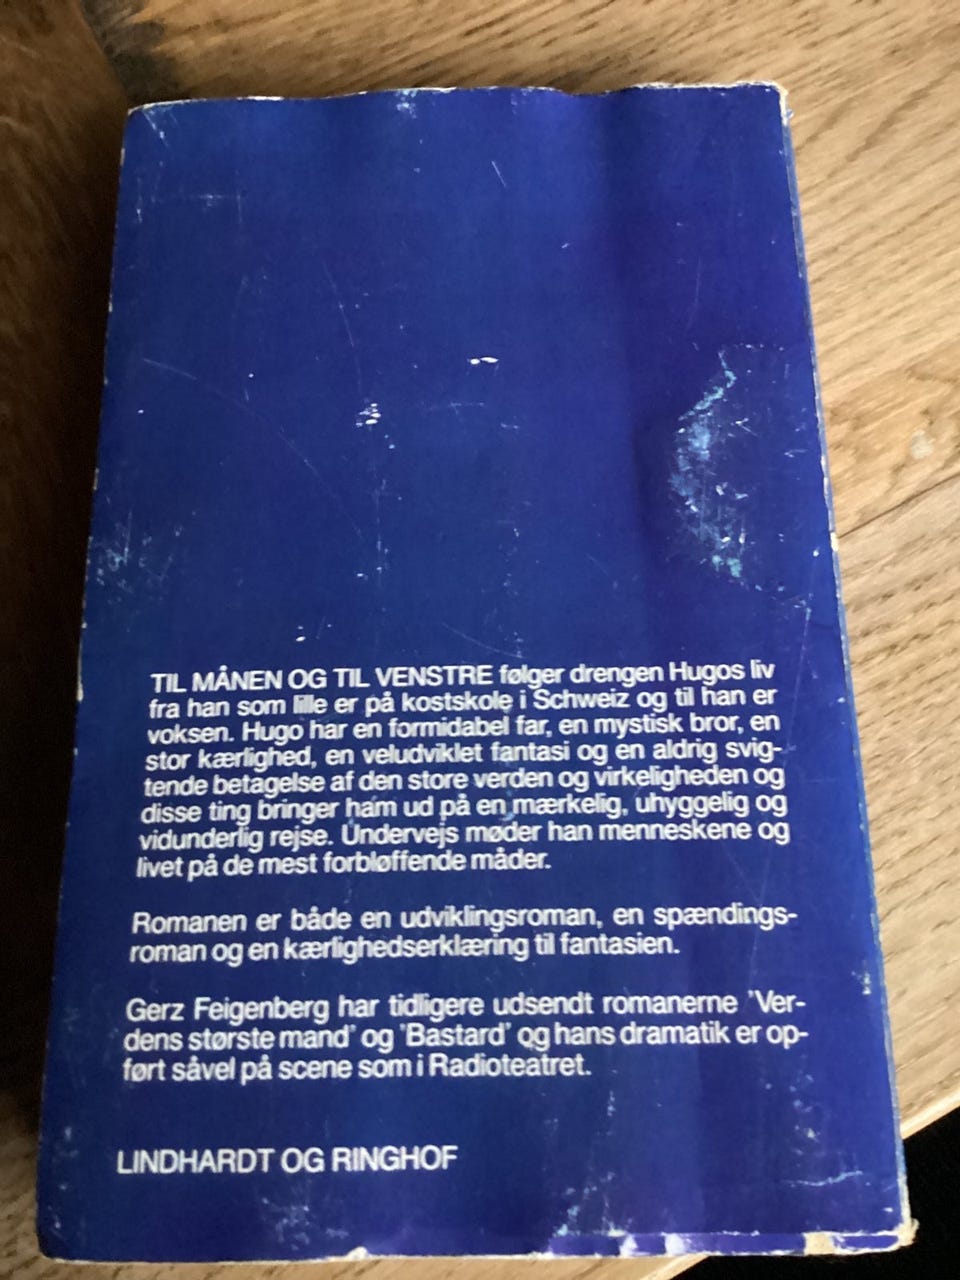 TIL MÅNEN OG TIL VENSTRE følger drengen Hugos liv
fra han som lille er på kostskole i Schweiz og til han er
voksen. Hugo har en formidabel far, en mystisk bror, en
stor kærlighed, en veludviklet fantasi og en aldrig svig-
tende betagelse af den store verden og virkeligheden og
disse ting bringer ham ud på en mærkelig, uhyggelig og
vidunderlig rejse. Undervejs møder han menneskene og
livet på de mest forbløffende måder.
Romanen er både en udviklingsroman, en spændings-
roman og en kærlighedserklæring til fantasien.
Gerz Feigenberg har tidligere udsendt romanerne 'Ver-
dens største mand' og 'Bastard' og hans dramatik er op-
ført såvel på scene som i Radioteatret.
LINDHARDT OG RINGHOF